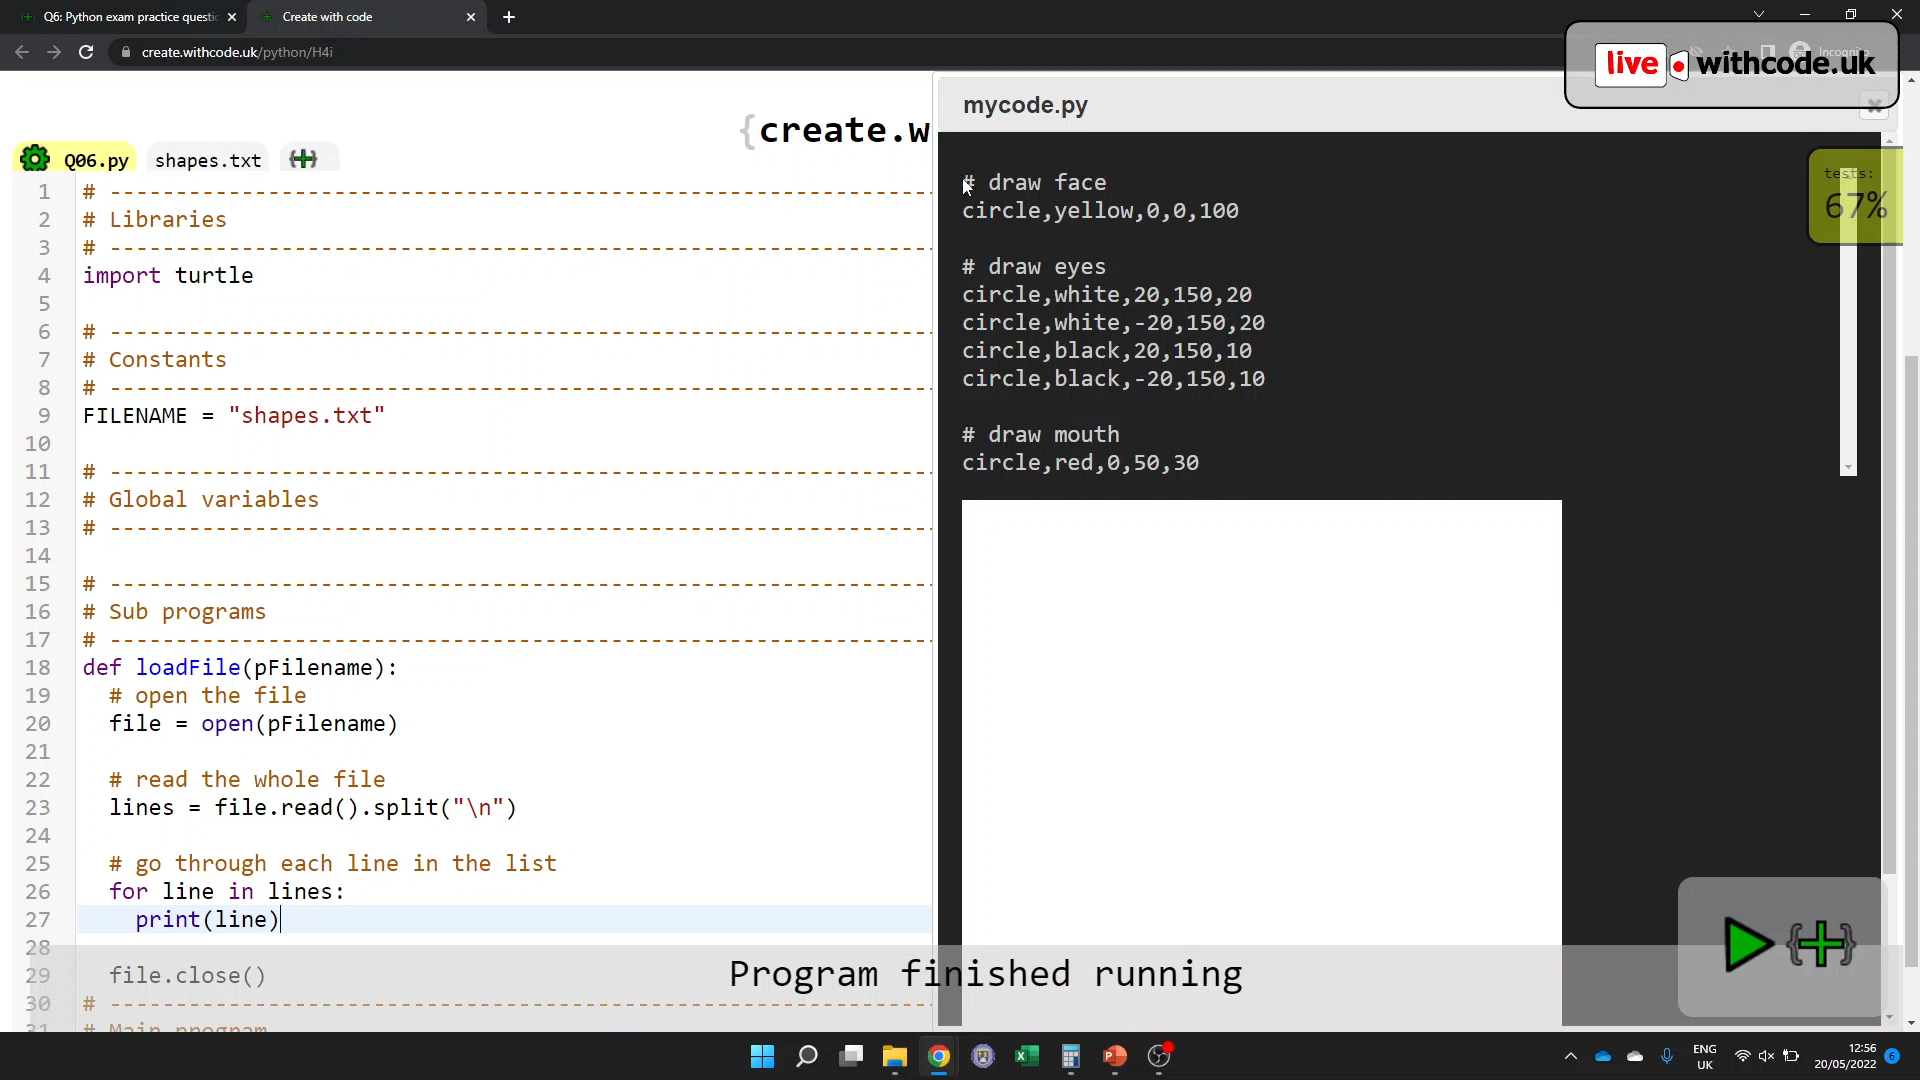 Q6: Python exam practice questi
Create with code
create.withcode.uk/python/H4i
Incognito
live withcode.uk
{create.w
mycode.py
Q06.py
shapes.txt
tests:
67%
1 # ----------------------------------------------------------------
2 # Libraries
3 # ----------------------------------------------------------------
4 import turtle
5
6 # ----------------------------------------------------------------
7 # Constants
8 # ----------------------------------------------------------------
9 FILENAME = "shapes.txt"
10
11 # ----------------------------------------------------------------
12 # Global variables
13 # ----------------------------------------------------------------
14
15 # ----------------------------------------------------------------
16 # Sub programs
17 # ----------------------------------------------------------------
18 def loadFile(pFilename):
19 # open the file
20 file = open(pFilename)
21
22 # read the whole file
23 lines = file.read().split("\n")
24
25 # go through each line in the list
26 for line in lines:
27 print(line)
28
29 file.close()
30 # ----------------------------------------------------------------
31 # Main program
# draw face
circle,yellow,0,0,100
# draw eyes
circle,white,20,150,20
circle,white,-20,150,20
circle,black,20,150,10
circle,black,-20,150,10
# draw mouth
circle,red,0,50,30
Program finished running
ENG
UK
12:56
20/05/2022
6